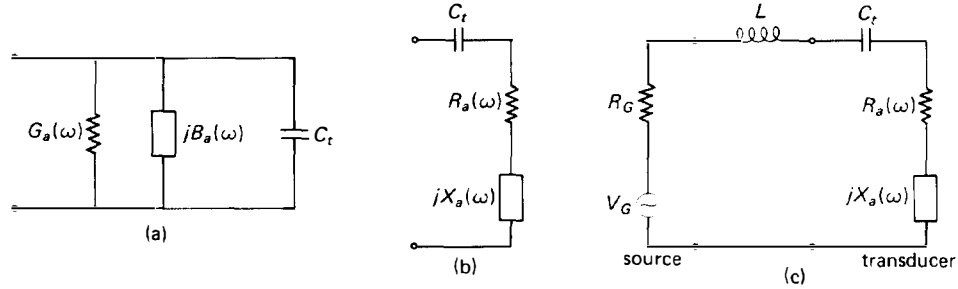 G_a(ω)
jB_a(ω)
C_t
(a)
C_t
R_a(ω)
jX_a(ω)
(b)
L
C_t
R_G
R_a(ω)
V_G
jX_a(ω)
source
transducer
(c)